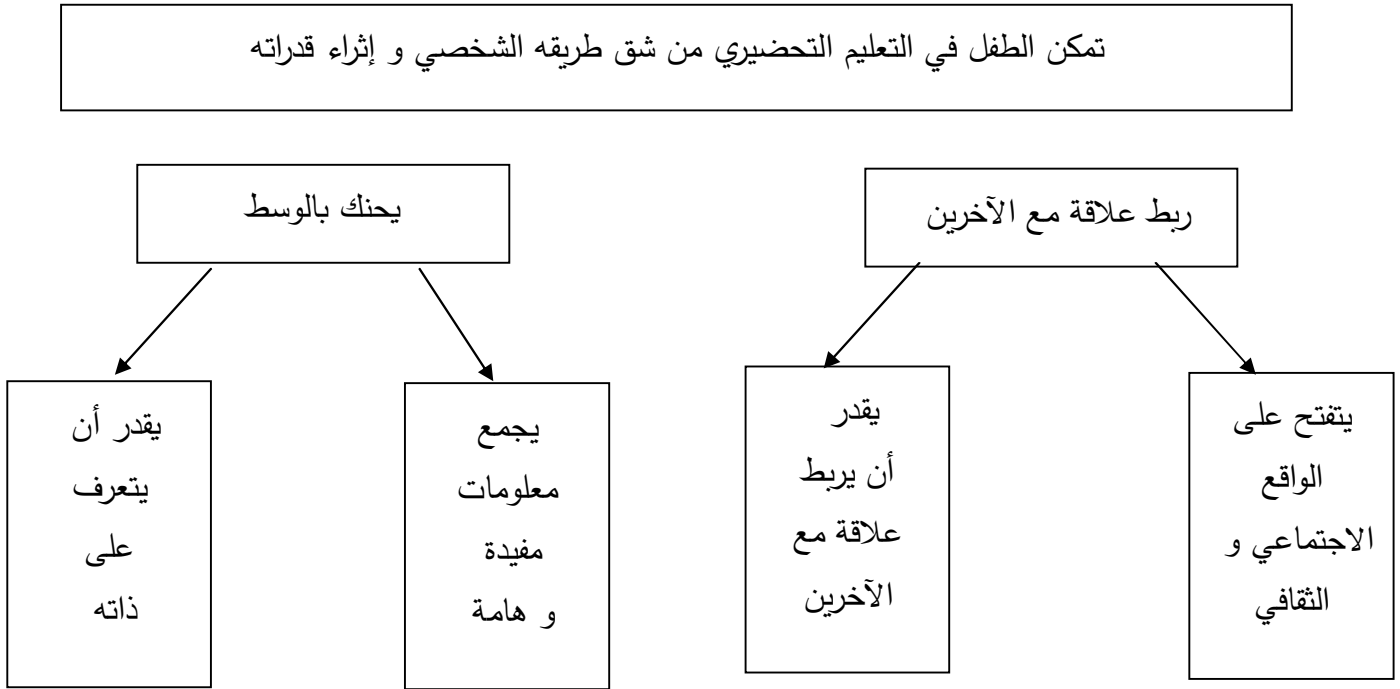 تمكن الطفل في التعليم التحضيري من شق طريقه الشخصي و إثراء قدراته
ربط علاقة مع الآخرين
يحنك بالوسط
يتفتح على
الواقع
الاجتماعي و
الثقافي
يقدر
أن يربط
علاقة مع
الآخرين
يجمع
معلومات
مفيدة
و هامة
يقدر أن
يتعرف
على
ذاته